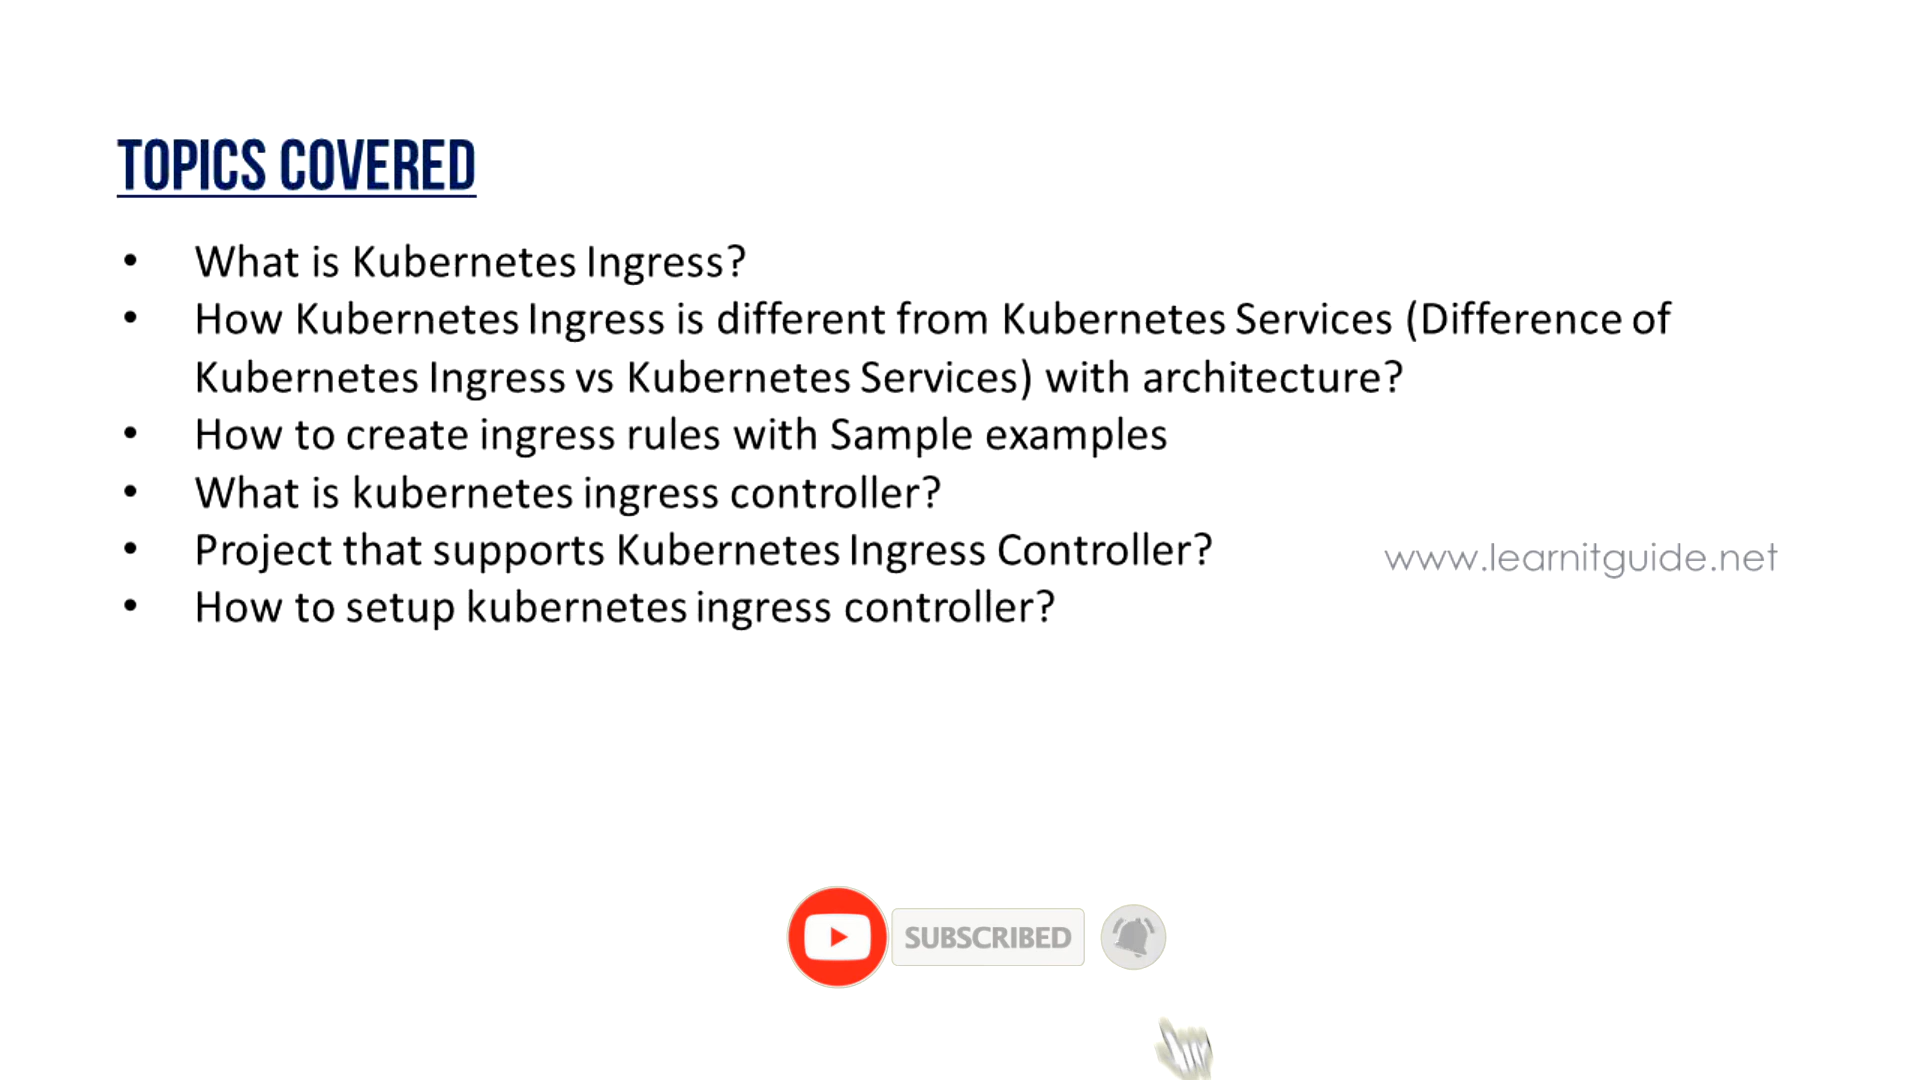 TOPICS COVERED
• What is Kubernetes Ingress?
• How Kubernetes Ingress is different from Kubernetes Services (Difference of
Kubernetes Ingress vs Kubernetes Services) with architecture?
• How to create ingress rules with Sample examples
• What is kubernetes ingress controller?
• Project that supports Kubernetes Ingress Controller?
www.learnitguide.net
• How to setup kubernetes ingress controller?
SUBSCRIBED